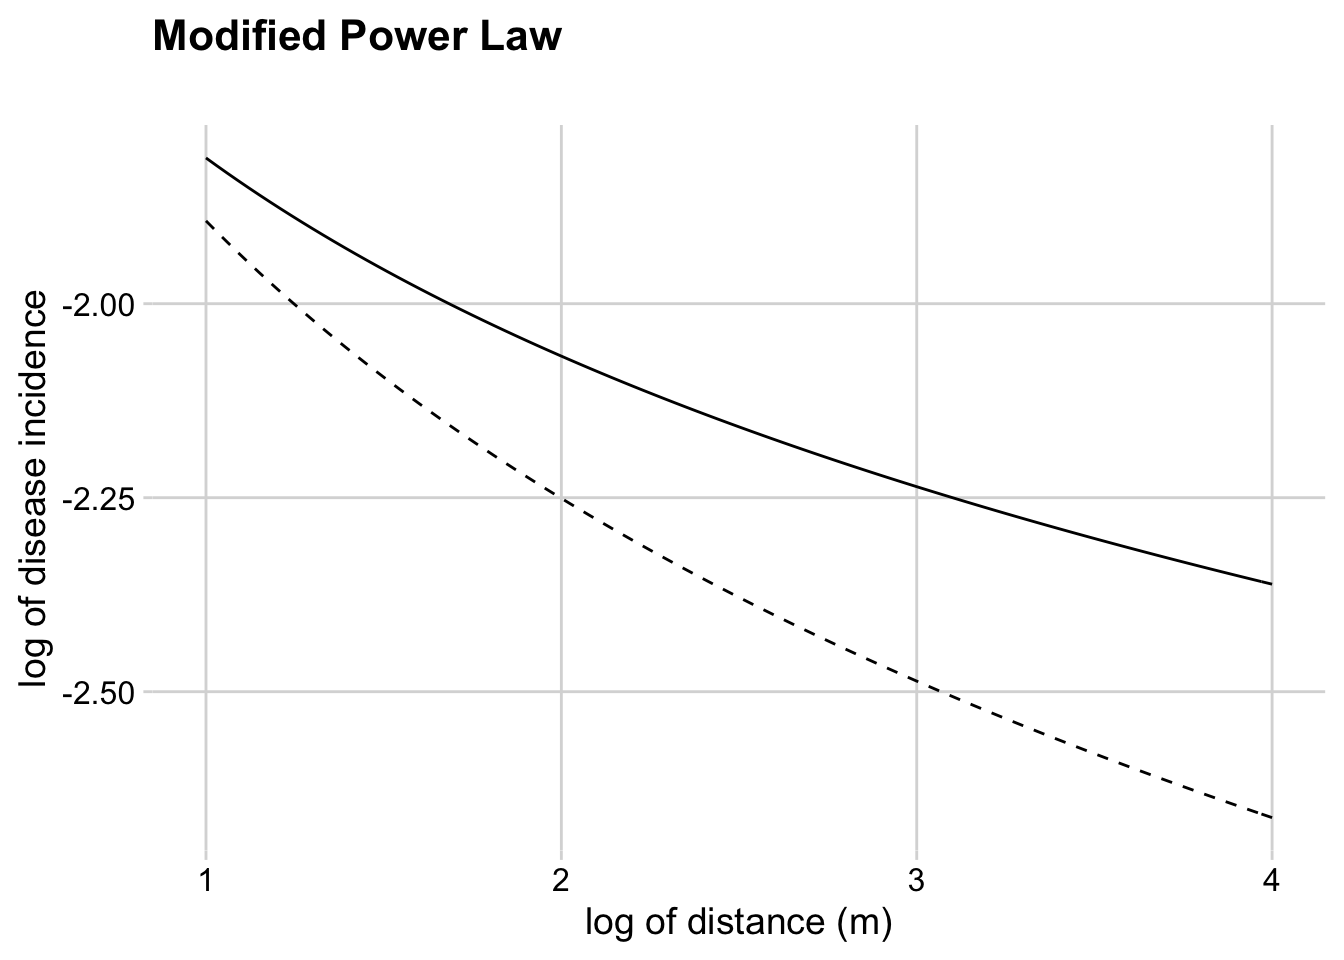 Modified Power Law
log of disease incidence
-2.00
-2.25
-2.50
1 2 3 4
log of distance (m)